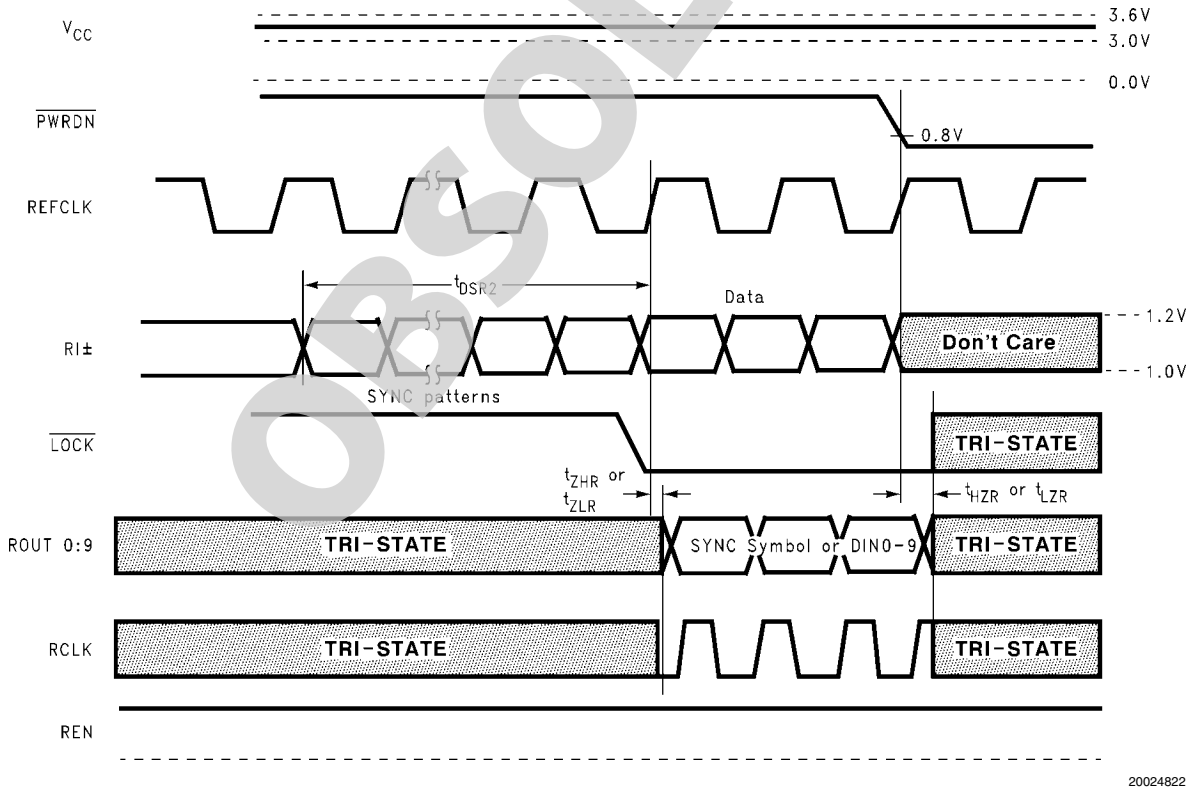 VCC
3.6V
3.0V
0.0V
PWRDN
0.8V
REFCLK
tDSR2
Data
RI±
1.2V
Don't Care
1.0V
SYNC patterns
LOCK
TRI-STATE
tZHR or
tZLR
tHZR or tLZR
ROUT 0:9
TRI-STATE
SYNC Symbol or DIN0-9
TRI-STATE
RCLK
TRI-STATE
TRI-STATE
REN
20024822
OBSOL